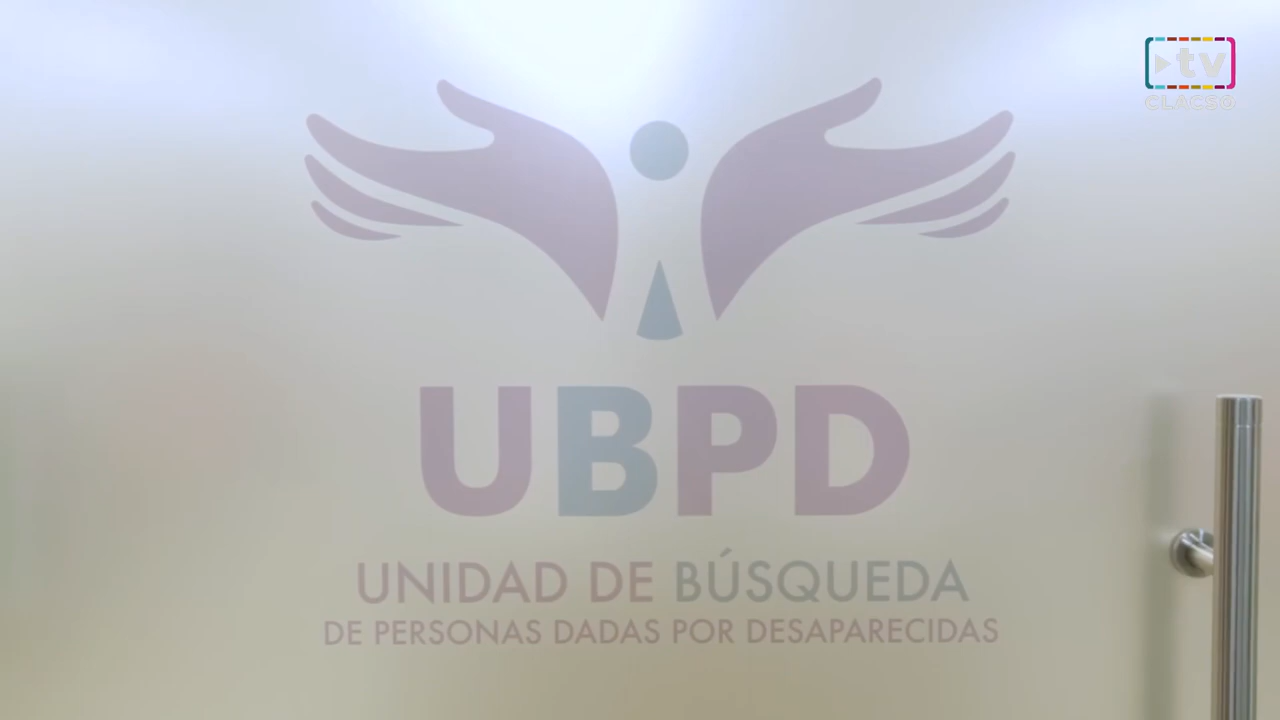 tv
CLACSO
UBPD
UNIDAD DE BÚSQUEDA
DE PERSONAS DADAS POR DESAPARECIDAS